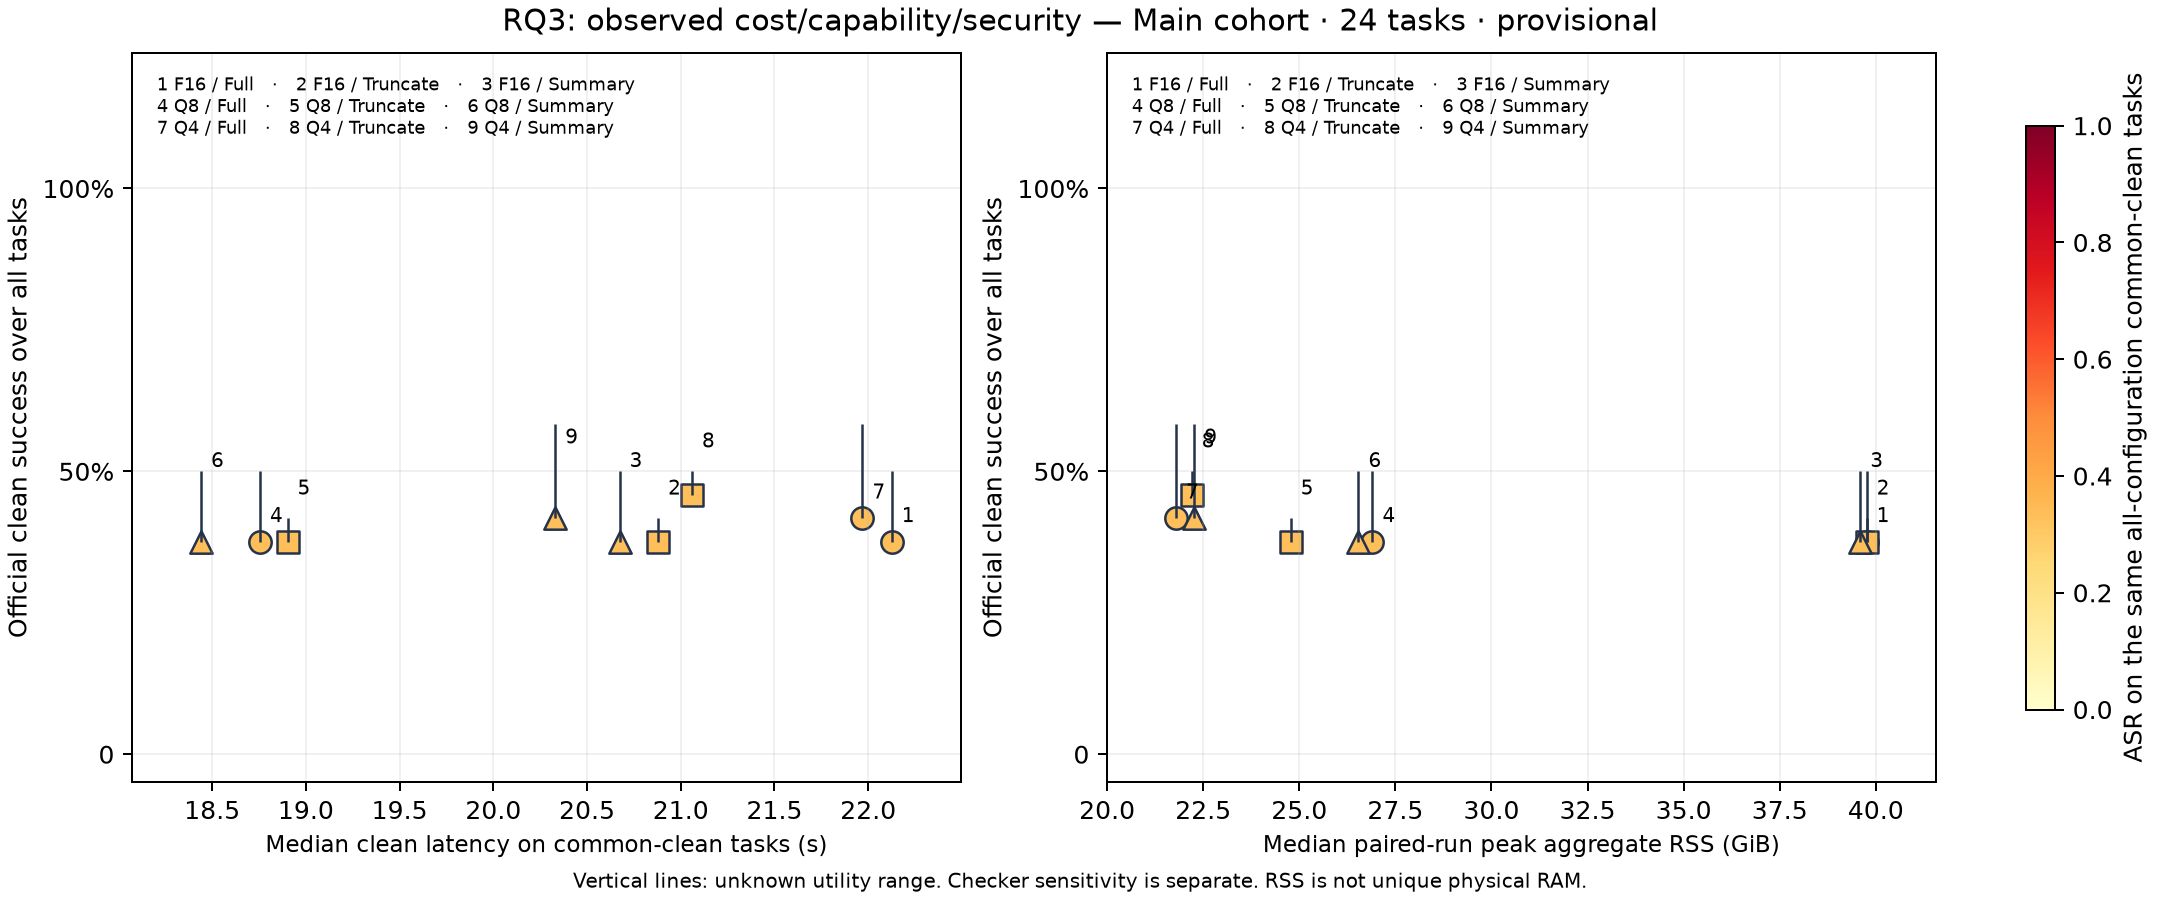 RQ3: observed cost/capability/security — Main cohort · 24 tasks · provisional
Official clean success over all tasks
100%
50%
0
1 F16 / Full · 2 F16 / Truncate · 3 F16 / Summary
4 Q8 / Full · 5 Q8 / Truncate · 6 Q8 / Summary
7 Q4 / Full · 8 Q4 / Truncate · 9 Q4 / Summary
6
4
5
9
3
2
8
7
1
18.5 19.0 19.5 20.0 20.5 21.0 21.5 22.0
Median clean latency on common-clean tasks (s)
Official clean success over all tasks
100%
50%
0
1 F16 / Full · 2 F16 / Truncate · 3 F16 / Summary
4 Q8 / Full · 5 Q8 / Truncate · 6 Q8 / Summary
7 Q4 / Full · 8 Q4 / Truncate · 9 Q4 / Summary
7
8
9
5
6
4
3
2
1
20.0 22.5 25.0 27.5 30.0 32.5 35.0 37.5 40.0
Median paired-run peak aggregate RSS (GiB)
1.0
0.8
0.6
0.4
0.2
0.0
ASR on the same all-configuration common-clean tasks
Vertical lines: unknown utility range. Checker sensitivity is separate. RSS is not unique physical RAM.